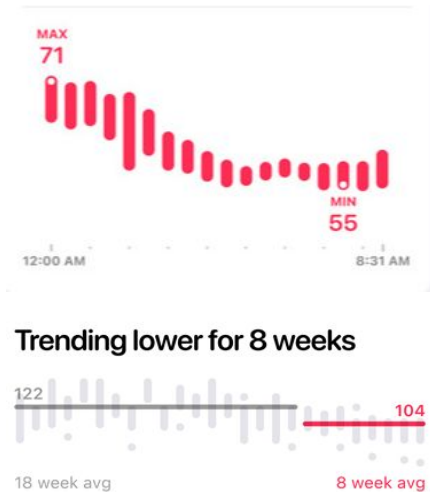 MAX
71
MIN
55
12:00 AM 8:31 AM
Trending lower for 8 weeks
122
104
18 week avg 8 week avg